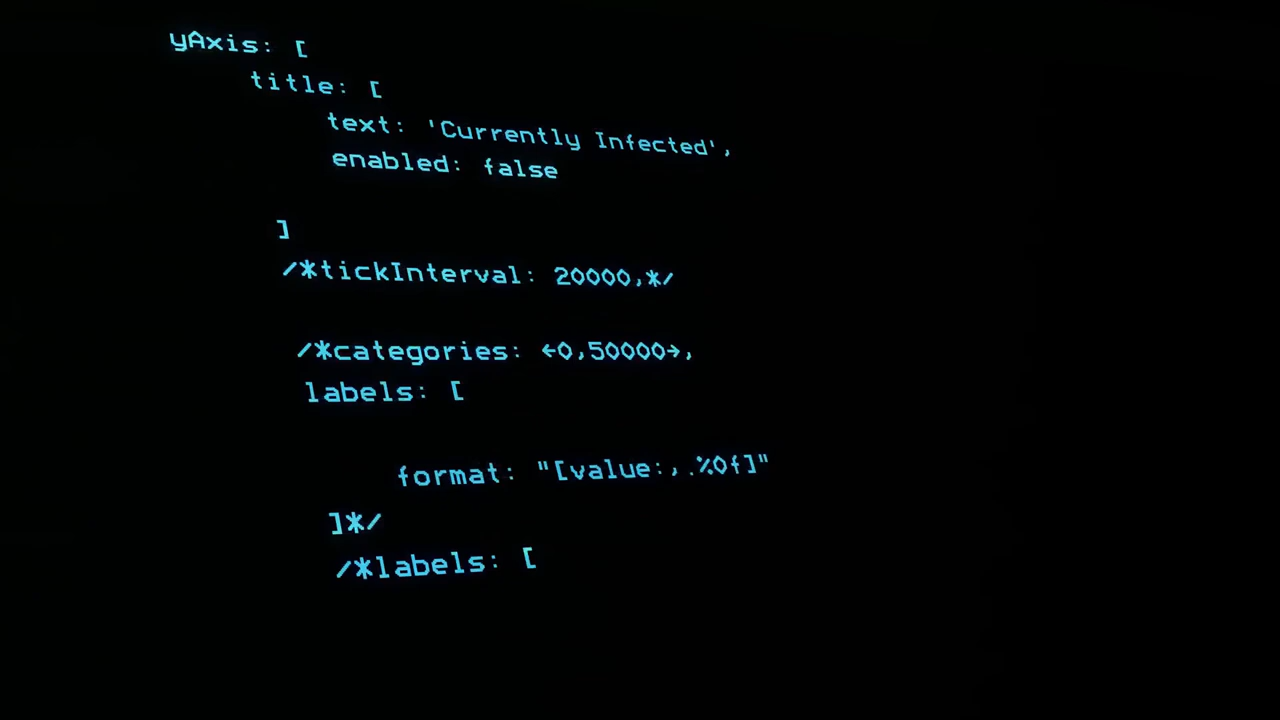 yAxis: [
title: [
text: 'Currently Infected',
enabled: false
]
/*tickInterval: 20000,*/
/*categories: ←0,50000→,
labels: [
format: "[value:,.%0f]"
]*/
/*labels: [